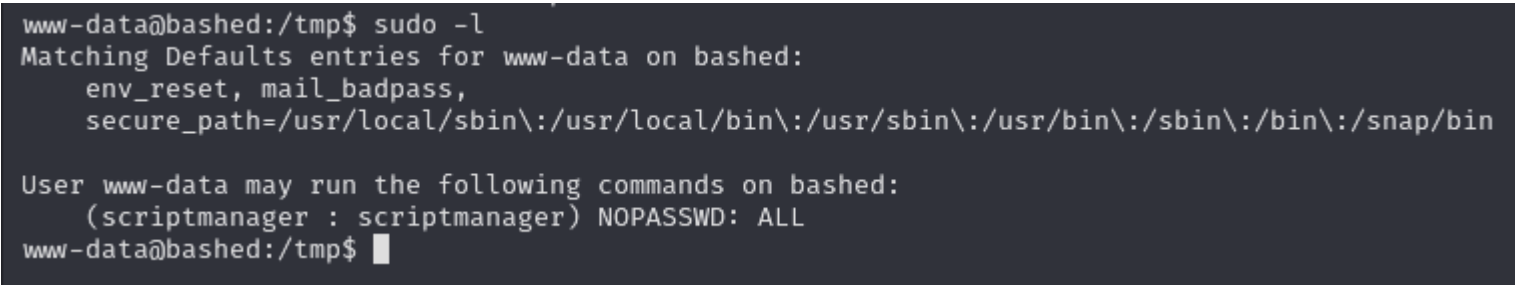 www-data@bashed:/tmp$ sudo -l
Matching Defaults entries for www-data on bashed:
    env_reset, mail_badpass,
    secure_path=/usr/local/sbin\:/usr/local/bin\:/usr/sbin\:/usr/bin\:/sbin\:/bin\:/snap/bin

User www-data may run the following commands on bashed:
    (scriptmanager : scriptmanager) NOPASSWD: ALL
www-data@bashed:/tmp$